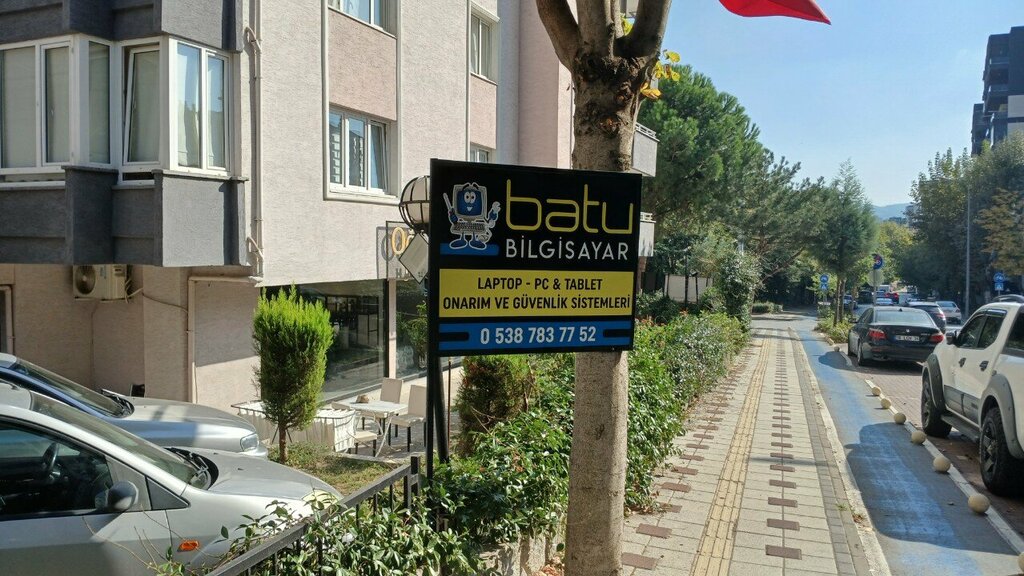 batu
BİLGİSAYAR
LAPTOP - PC & TABLET
ONARIM VE GÜVENLİK SİSTEMLERİ
0 538 783 77 52